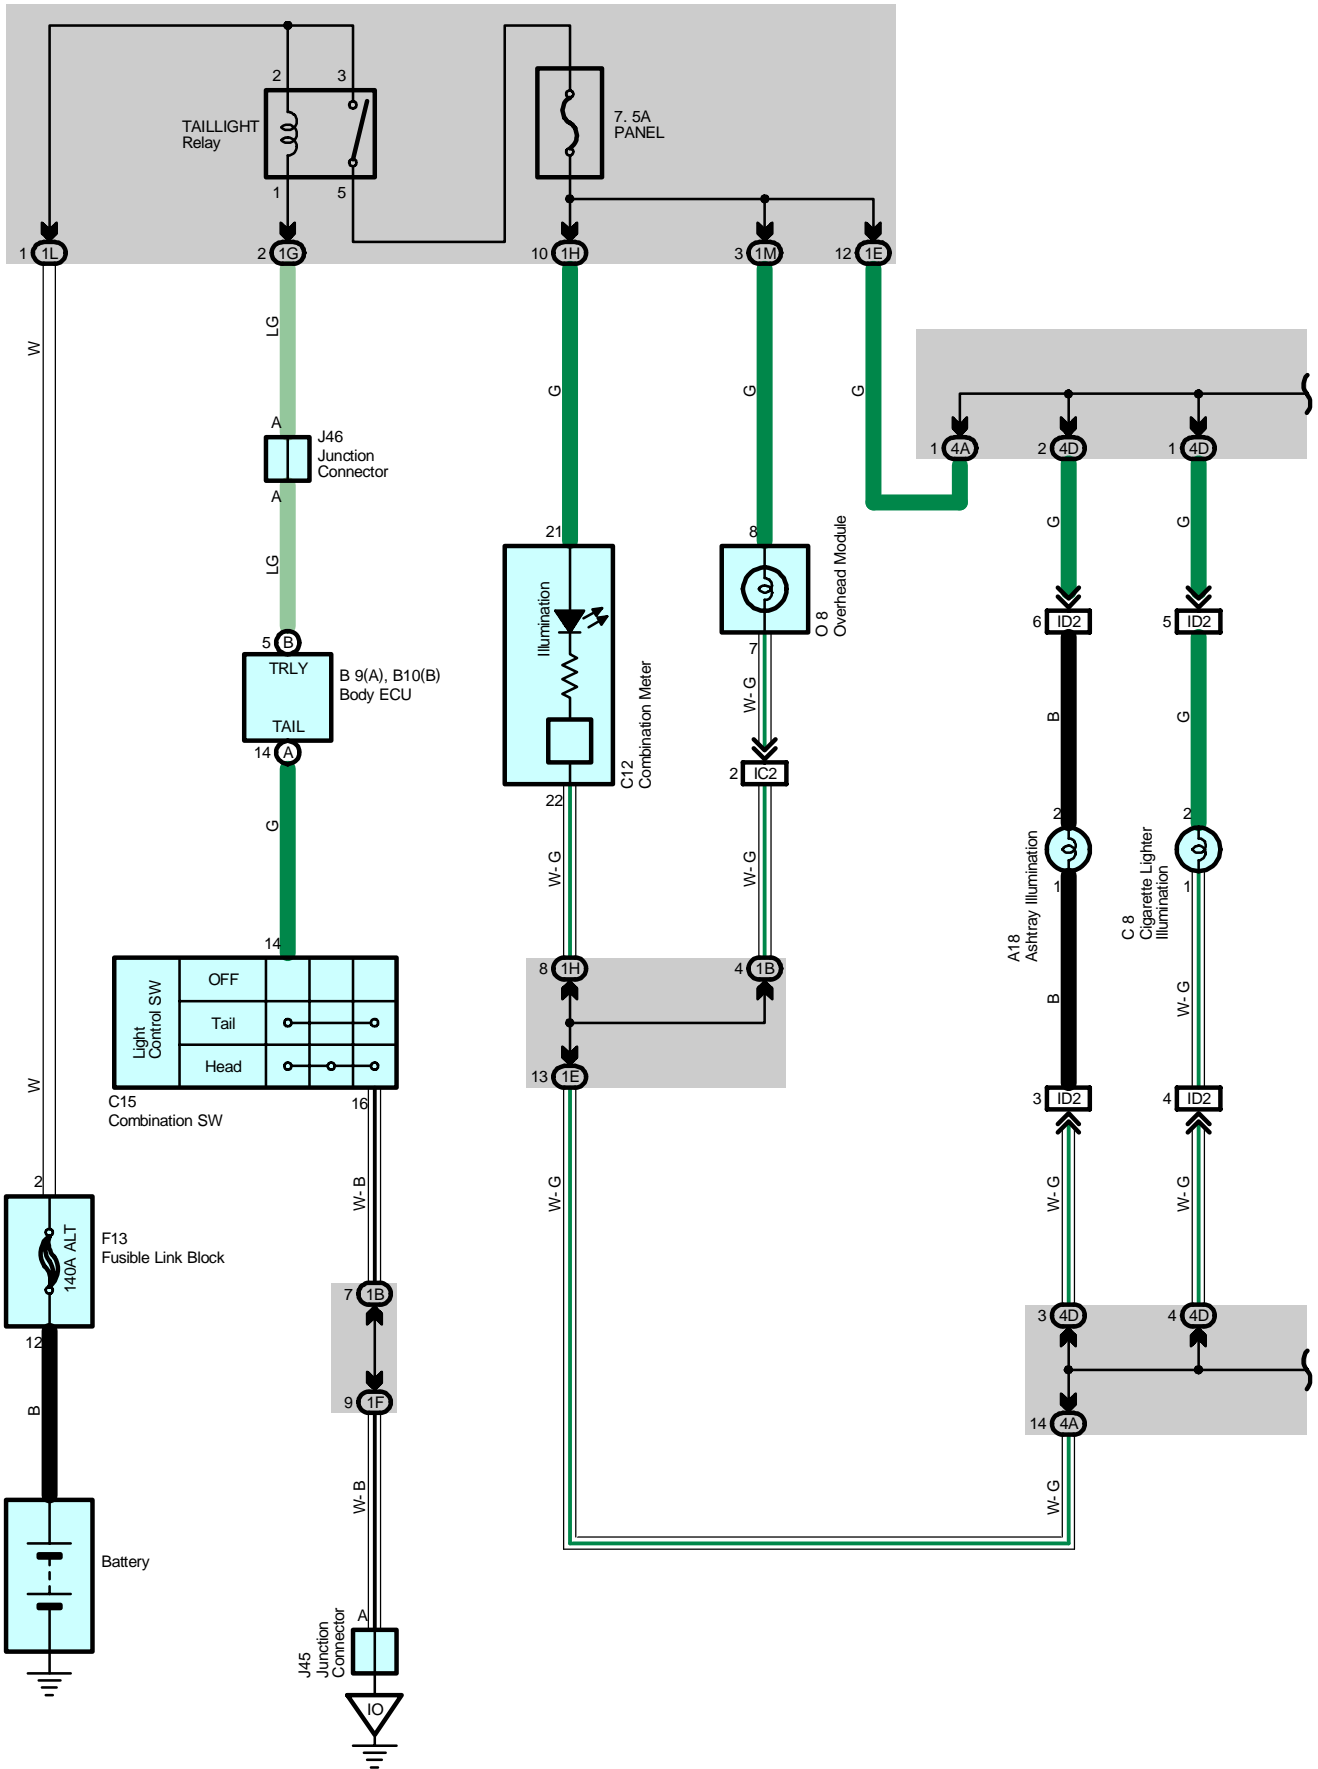 2
3
TAILLIGHT
Relay
1
5
7. 5A
PANEL
1 1L
2 1G
10 1H
3 1M
12 1E
W
LG
G
G
G
A
J46
Junction
Connector
A
LG
1 4A
2 4D
1 4D
G
G
5 B
TRLY
B 9(A), B10(B)
Body ECU
TAIL
14 A
G
21
Illumination
C12
Combination Meter
22
8
O 8
Overhead Module
7
W- G
2 IC2
W- G
W- G
6 ID2
5 ID2
B
G
2
2
A18
Ashtray Illumination
C 8
Cigarette Lighter
Illumination
1
1
B
W- G
14
Light
Control SW
OFF
Tail
Head
C15
Combination SW
16
8 1H
4 1B
13 1E
3 ID2
4 ID2
W
2
140A ALT
F13
Fusible Link Block
12
B
Battery
W- B
7 1B
9 1F
W- B
A
J45
Junction
Connector
IO
W- G
W- G
W- G
3 4D
4 4D
14 4A
W- G